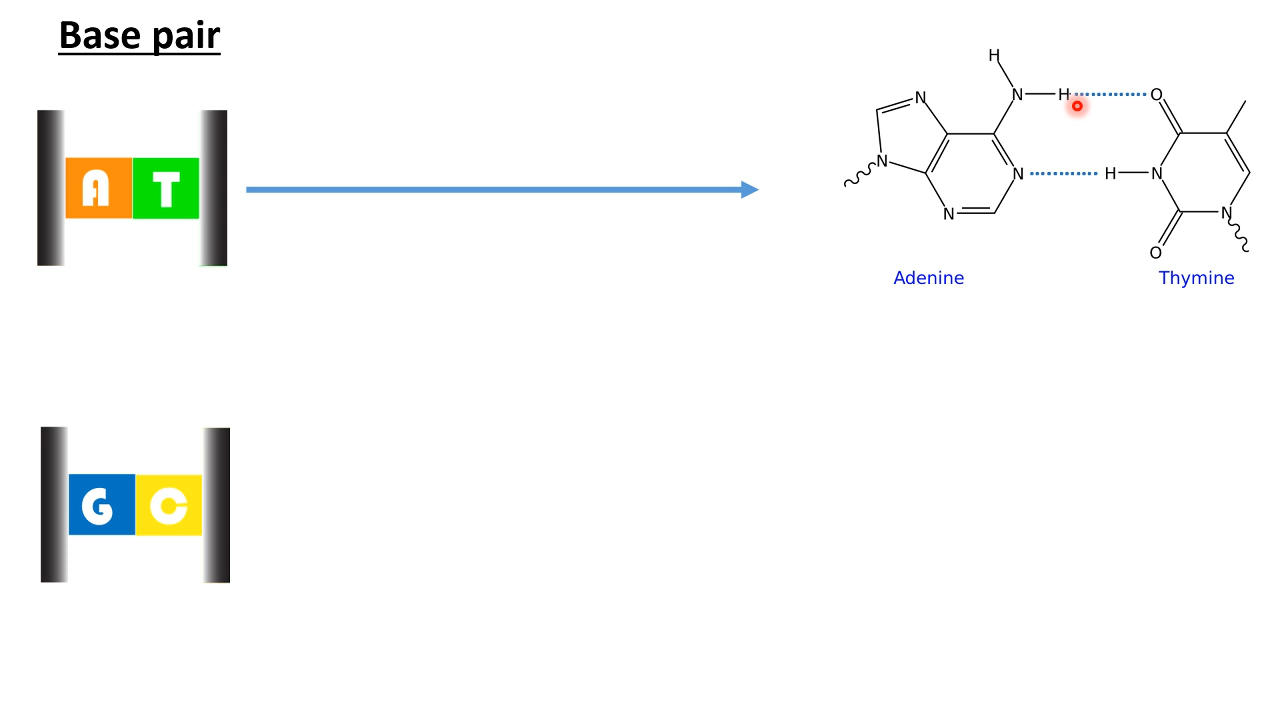 Base pair
A T
H
N H O
N
N N H N
N N
O
Adenine Thymine
G C